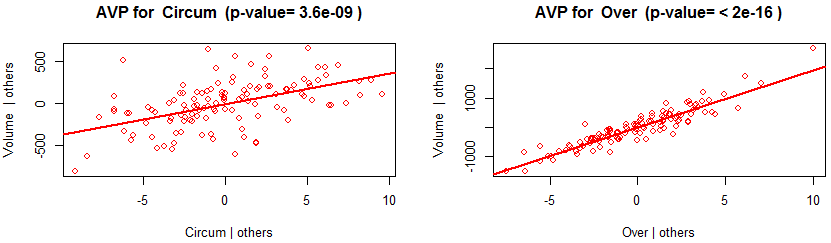 AVP for Circum (p-value= 3.6e-09 )
Volume | others
500
0
-500
-5
0
5
10
Circum | others
AVP for Over (p-value= < 2e-16 )
Volume | others
1000
-1000
-5
0
5
10
Over | others